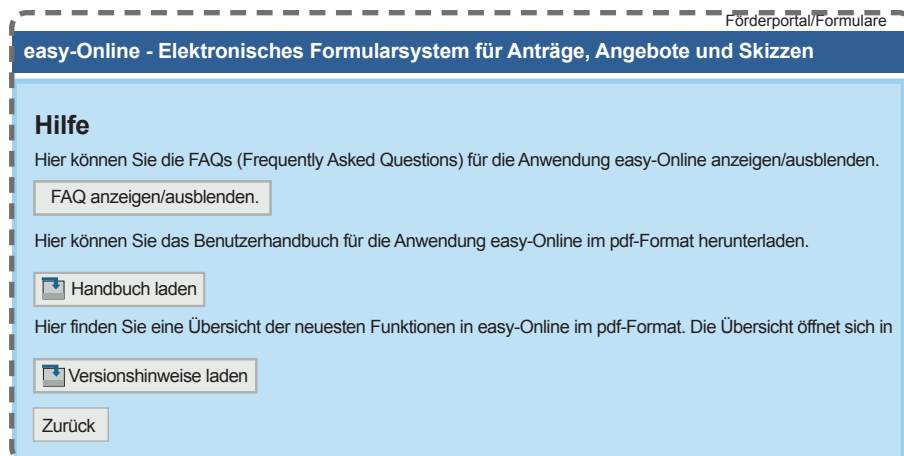 Förderportal/Formulare
easy-Online - Elektronisches Formularsystem für Anträge, Angebote und Skizzen
Hilfe
Hier können Sie die FAQs (Frequently Asked Questions) für die Anwendung easy-Online anzeigen/ausblenden.
FAQ anzeigen/ausblenden.
Hier können Sie das Benutzerhandbuch für die Anwendung easy-Online im pdf-Format herunterladen.
Handbuch laden
Hier finden Sie eine Übersicht der neuesten Funktionen in easy-Online im pdf-Format. Die Übersicht öffnet sich in
Versionshinweise laden
Zurück